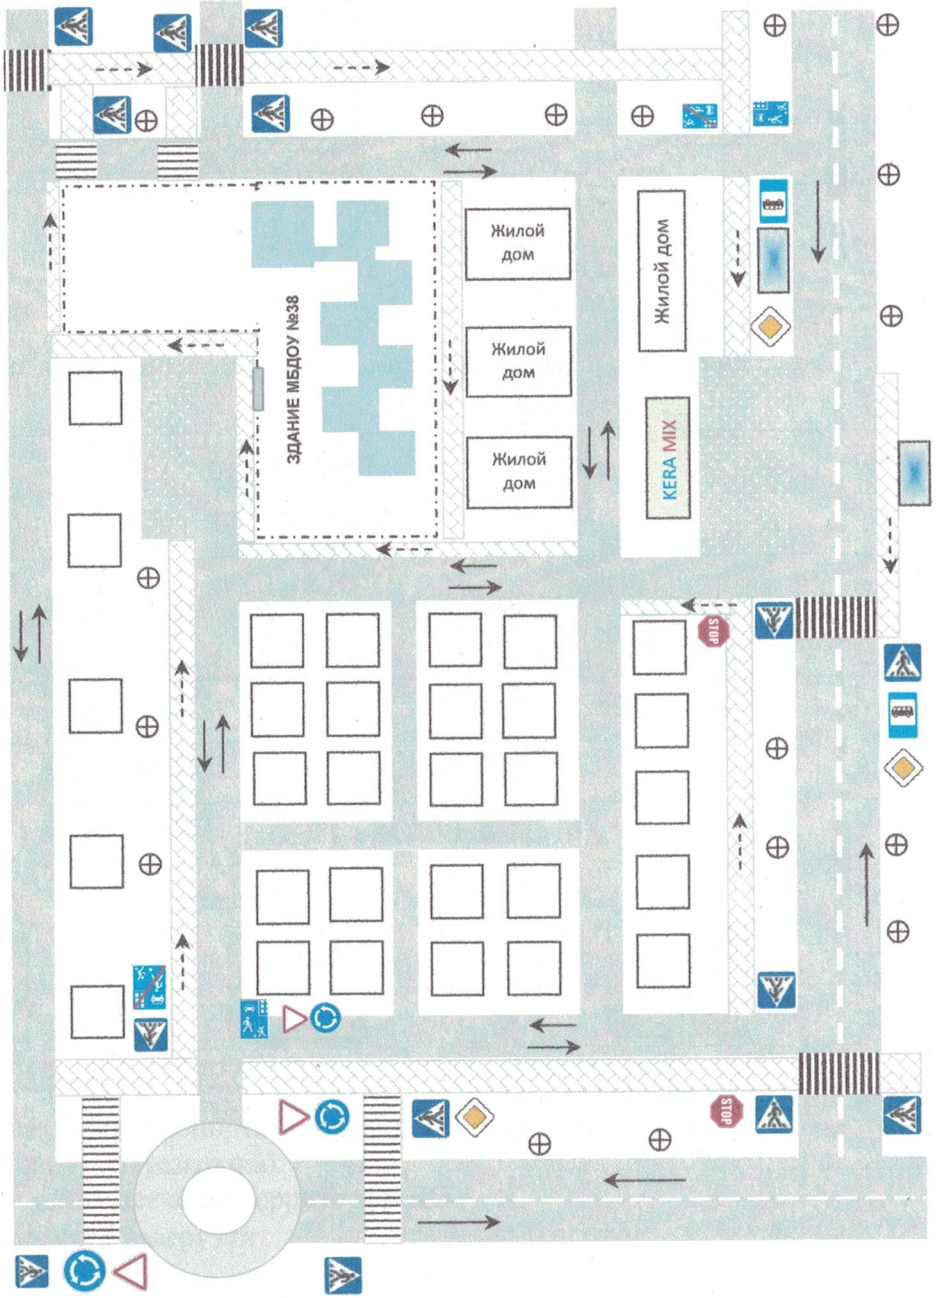 ЗДАНИЕ МБДОУ №38
Жилой
дом
Жилой
дом
Жилой
дом
Жилой дом
KERA MIX
STOP
STOP